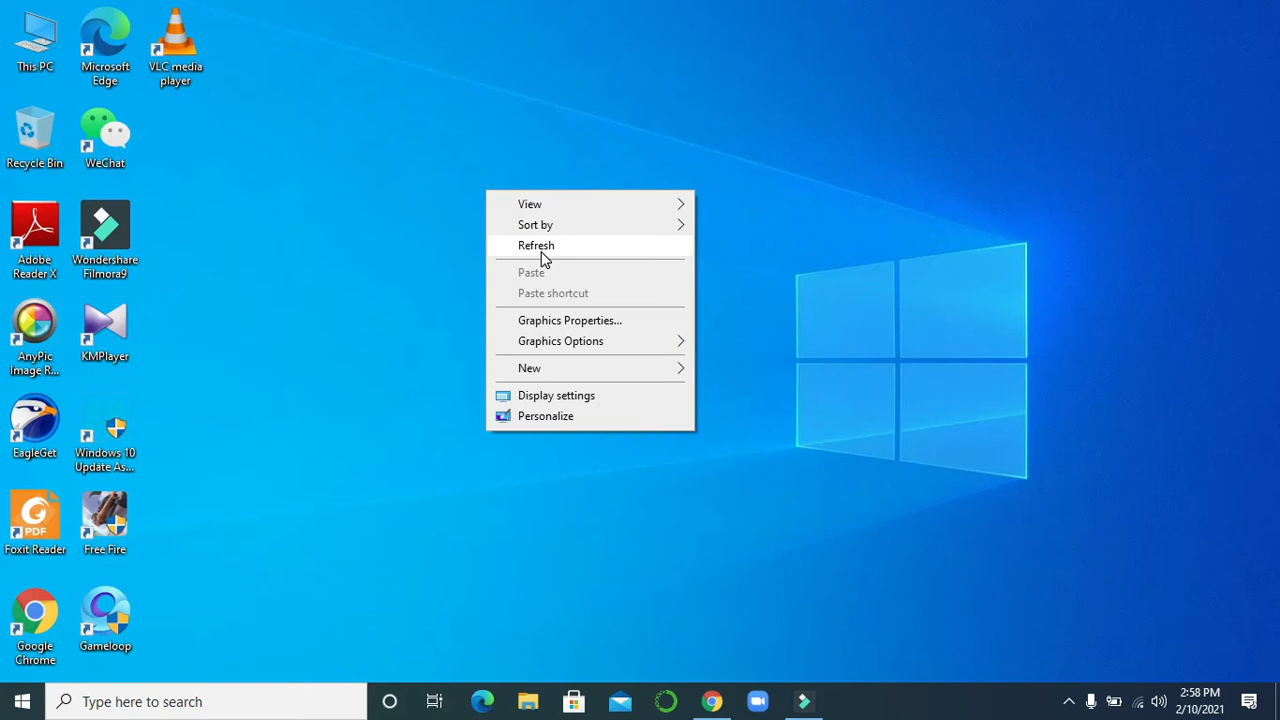 This PC
Microsoft
Edge
VLC media
player
Recycle Bin
WeChat
Adobe
Reader X
Wondershare
Filmora9
AnyPic
Image R...
KMPlayer
EagleGet
Windows 10
Update As...
PDF
Foxit Reader
Free Fire
Google
Chrome
Gameloop
View
Sort by
Refresh
Paste
Paste shortcut
Graphics Properties...
Graphics Options
New
Display settings
Personalize
Type here to search
2:58 PM
2/10/2021